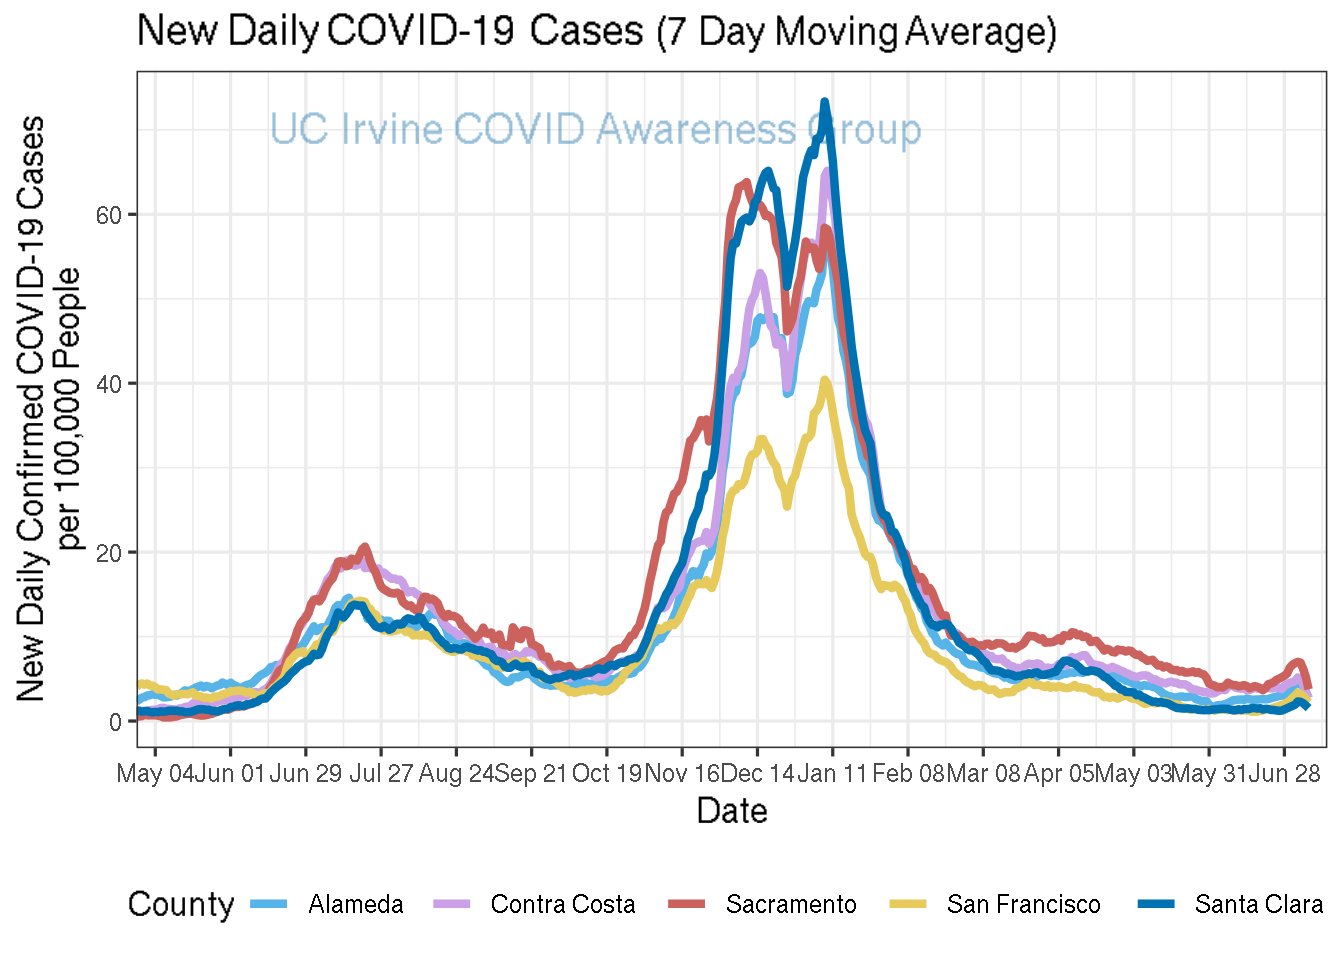 New Daily COVID-19 Cases (7 Day Moving Average)
UC Irvine COVID Awareness Group
New Daily Confirmed COVID-19 Cases
per 100,000 People
60
40
20
0
May 04 Jun 01 Jun 29 Jul 27 Aug 24 Sep 21 Oct 19 Nov 16 Dec 14 Jan 11 Feb 08 Mar 08 Apr 05 May 03 May 31 Jun 28
Date
County Alameda Contra Costa Sacramento San Francisco Santa Clara